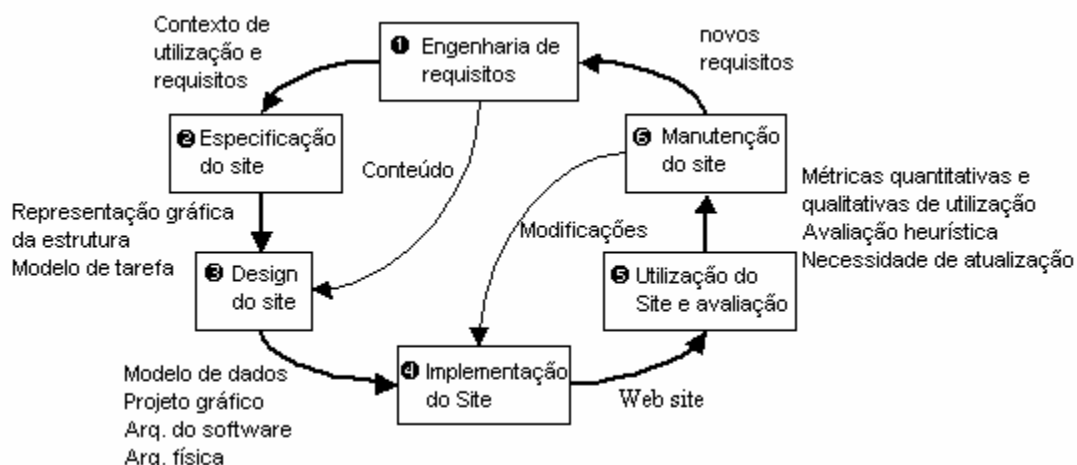 Contexto de
utilização e
requisitos
❶ Engenharia de
requisitos
novos
requisitos
❷ Especificação
do site
Conteúdo
❻ Manutenção
do site
Representação gráfica
da estrutura
Modelo de tarefa
Modificações
Métricas quantitativas e
qualitativas de utilização
Avaliação heurística
Necessidade de atualização
❸ Design
do site
❺ Utilização do
Site e avaliação
Modelo de dados
Projeto gráfico
Arq. do software
Arq. física
❹ Implementação
do Site
Web site